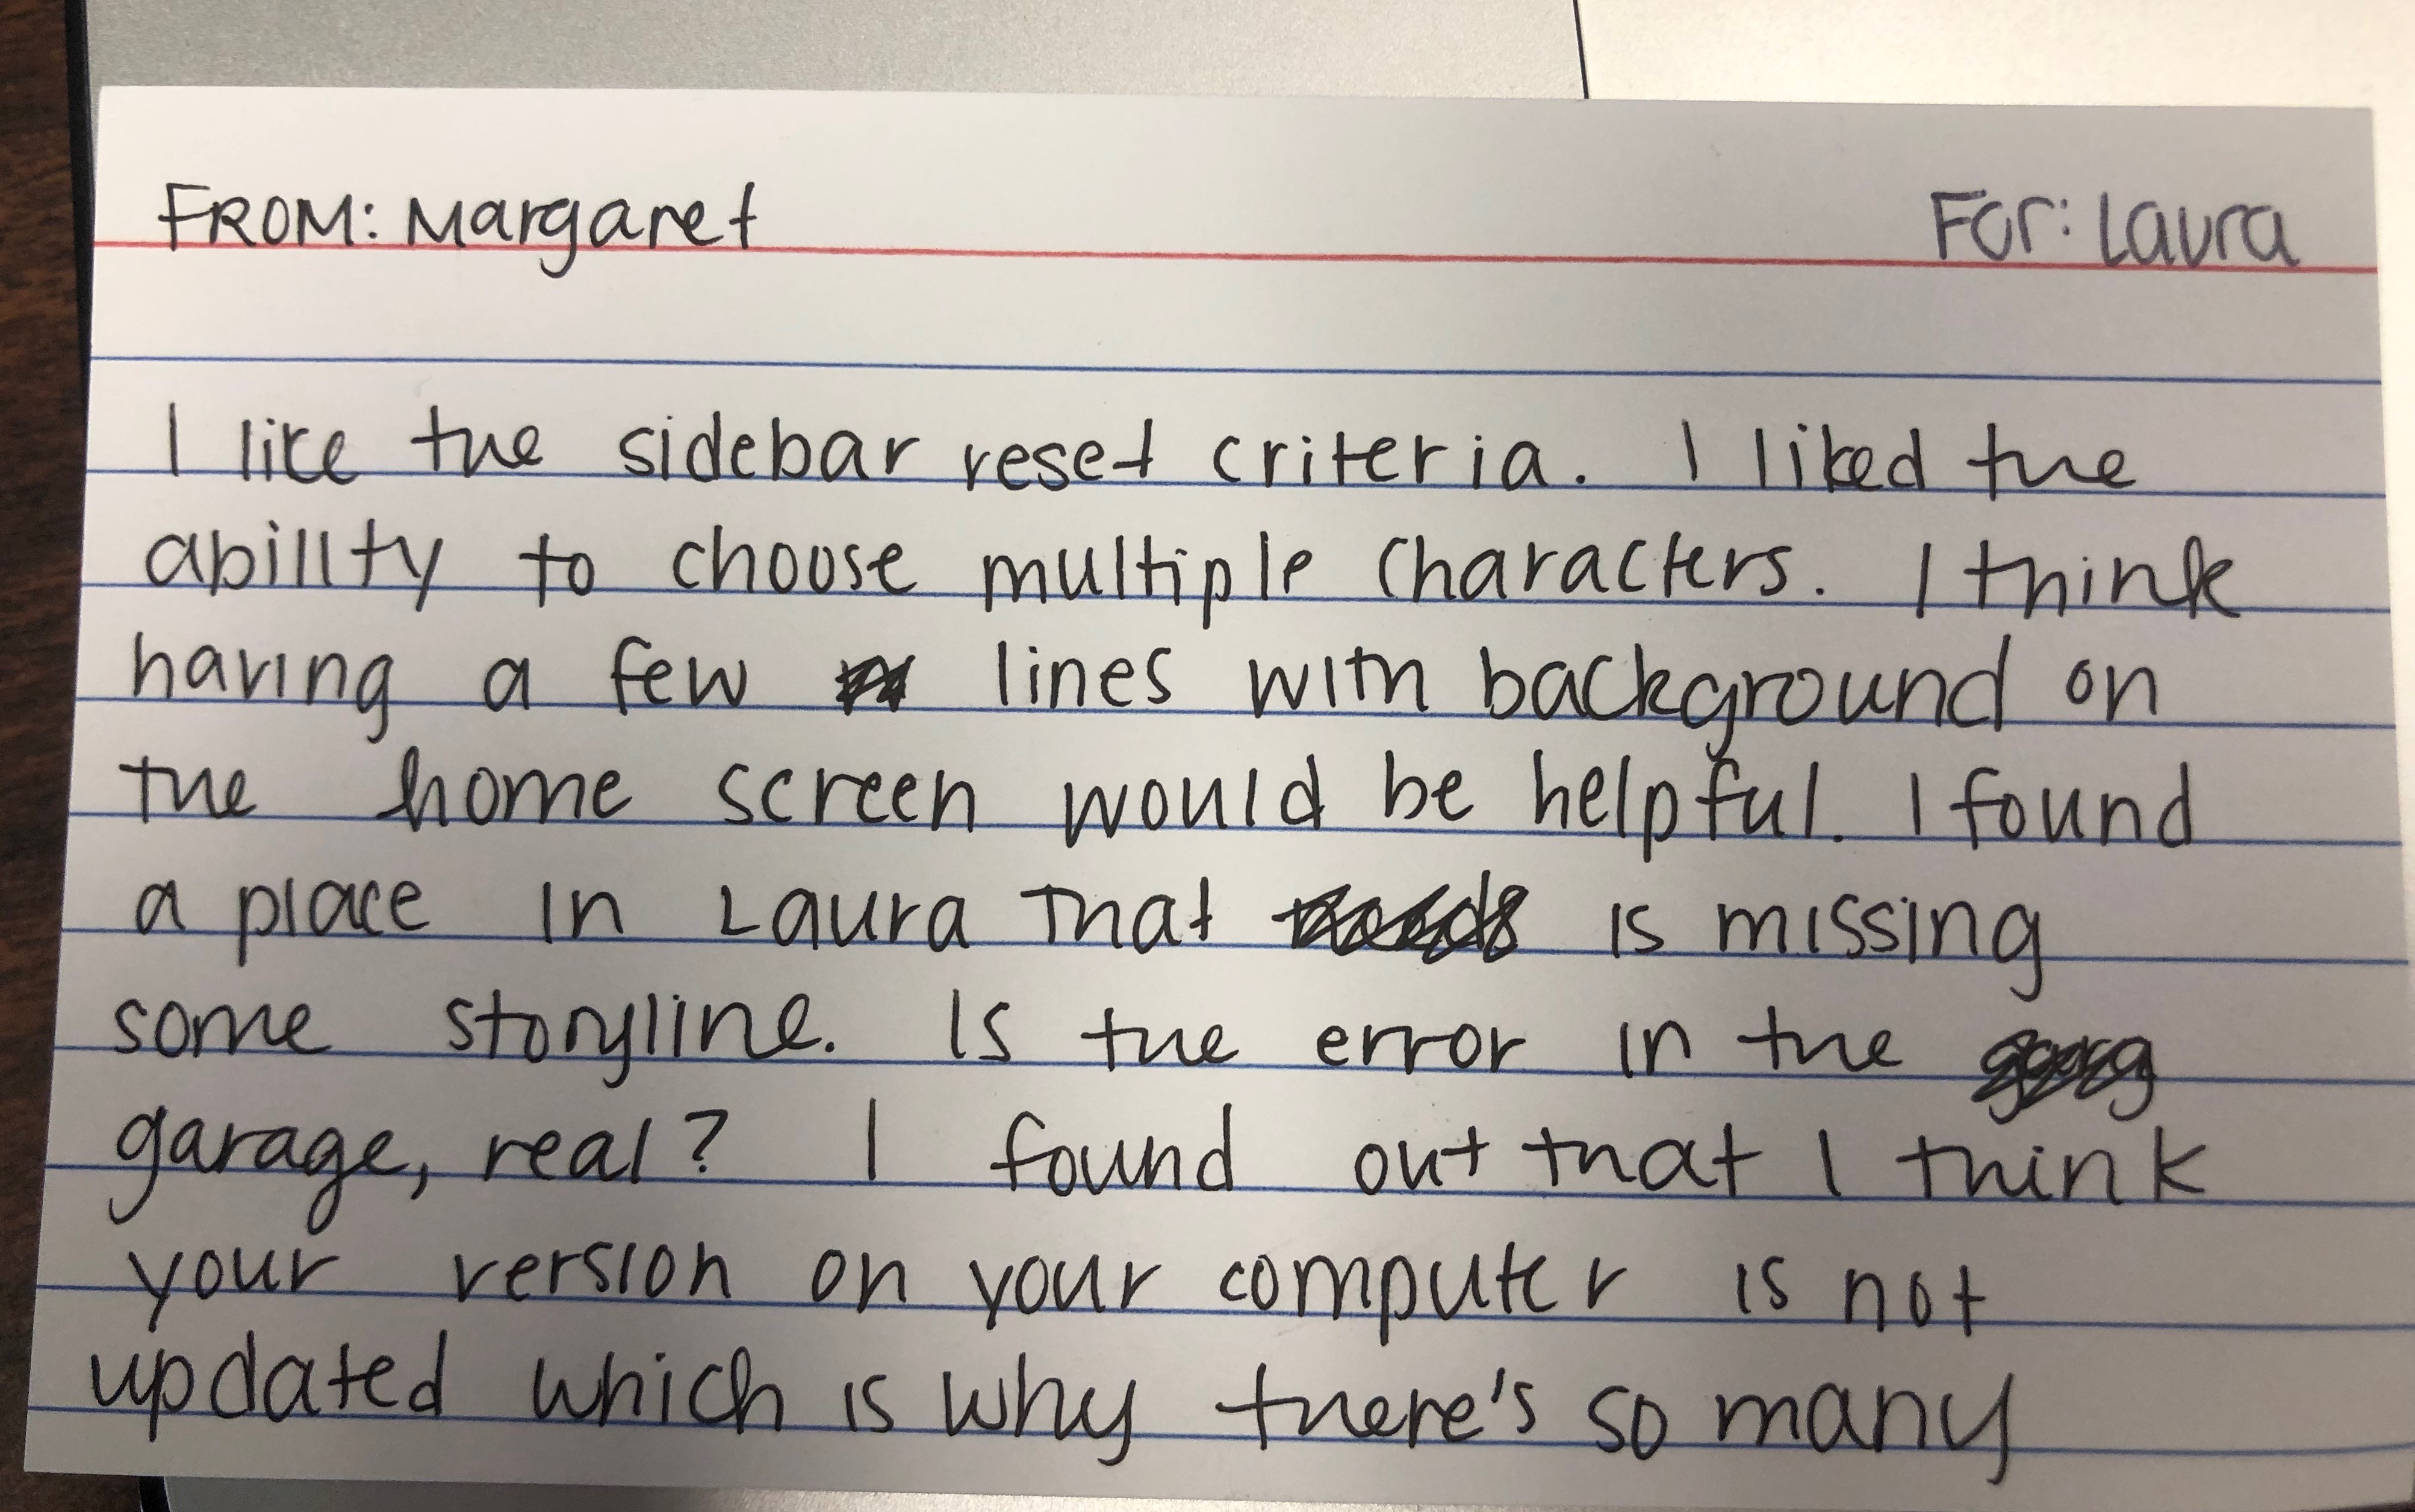 FROM: Margaret For: Laura
I like the sidebar reset criteria. I liked the
ability to choose multiple characters. I think
having a few lines with background on
the home screen would be helpful. I found
a place in Laura that is missing
some storyline. Is the error in the
garage, real? I found out that I think
your version on your computer is not
updated which is why there's so many